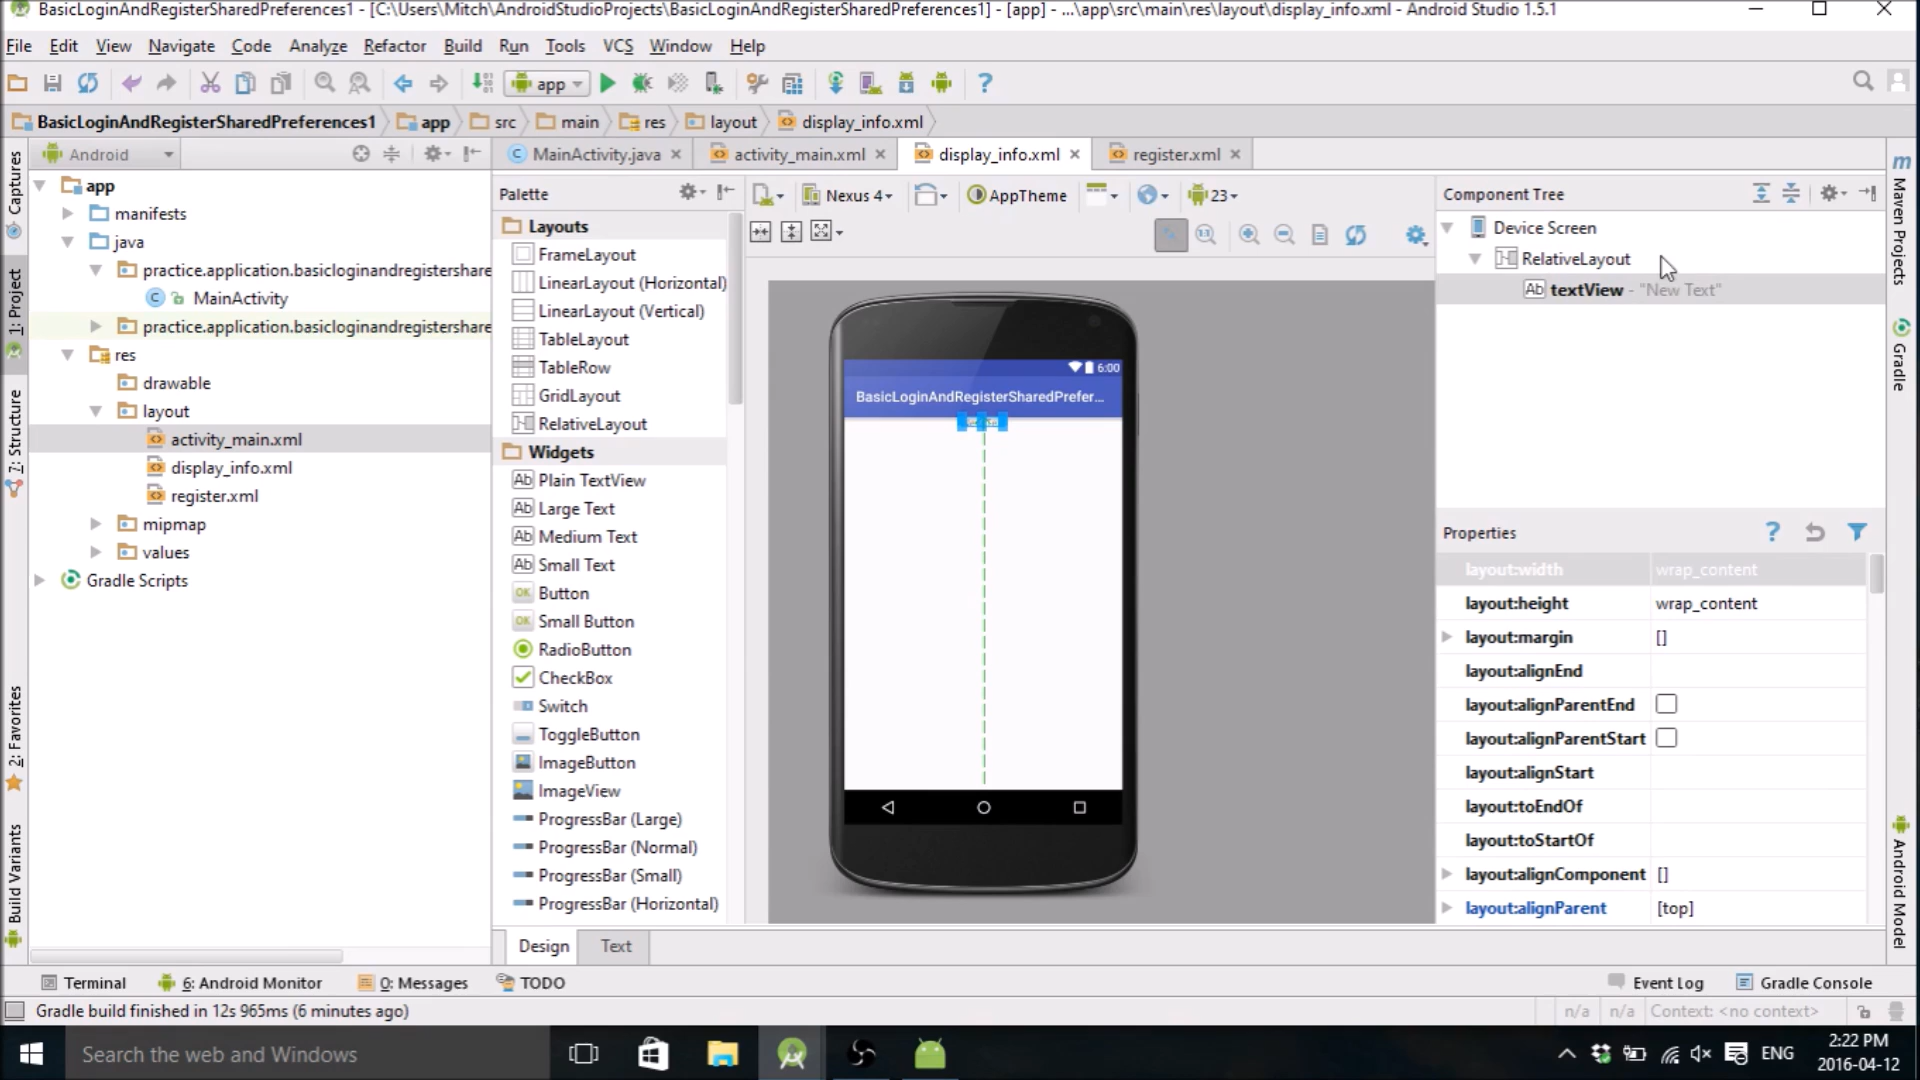 BasicLoginAndRegisterSharedPreferences1 - [C:\Users\Mitch\AndroidStudioProjects\BasicLoginAndRegisterSharedPreferences1] - [app] - ...\app\src\main\res\layout\display_info.xml - Android Studio 1.5.1
File Edit View Navigate Code Analyze Refactor Build Run Tools VCS Window Help
app
BasicLoginAndRegisterSharedPreferences1 app src main res layout display_info.xml
Android
MainActivity.java activity_main.xml display_info.xml register.xml
Captures
1: Project
7: Structure
2: Favorites
Build Variants
app
manifests
java
practice.application.basicloginandregistershare
MainActivity
practice.application.basicloginandregistershare
res
drawable
layout
activity_main.xml
display_info.xml
register.xml
mipmap
values
Gradle Scripts
Palette
Layouts
FrameLayout
LinearLayout (Horizontal)
LinearLayout (Vertical)
TableLayout
TableRow
GridLayout
RelativeLayout
Widgets
Ab Plain TextView
Ab Large Text
Ab Medium Text
Ab Small Text
OK Button
OK Small Button
RadioButton
CheckBox
Switch
ToggleButton
ImageButton
ImageView
ProgressBar (Large)
ProgressBar (Normal)
ProgressBar (Small)
ProgressBar (Horizontal)
Nexus 4 AppTheme 23
6:00
BasicLoginAndRegisterSharedPrefer...
Design Text
Component Tree
Device Screen
RelativeLayout
Ab textView - "New Text"
Properties
layout:width wrap_content
layout:height wrap_content
layout:margin []
layout:alignEnd
layout:alignParentEnd
layout:alignParentStart
layout:alignStart
layout:toEndOf
layout:toStartOf
layout:alignComponent []
layout:alignParent [top]
m Maven Projects
Gradle
Android Model
Terminal 6: Android Monitor 0: Messages TODO Event Log Gradle Console
Gradle build finished in 12s 965ms (6 minutes ago) n/a n/a Context: <no context>
Search the web and Windows
ENG
2:22 PM
2016-04-12